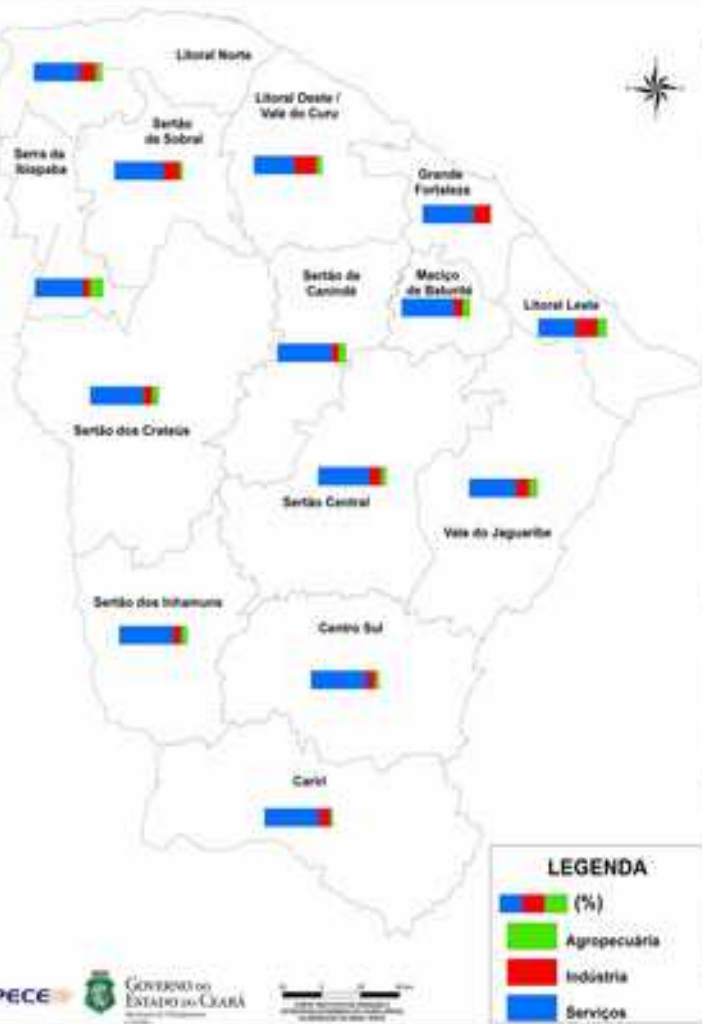 Litoral Norte
Litoral Oeste /
Vale do Curu
Sertão
de Sobral
Serra da
Ibiapaba
Grande
Fortaleza
Sertão de
Canindé
Maciço
de Baturité
Litoral Leste
Sertão dos Crateús
Sertão Central
Vale do Jaguaribe
Sertão dos Inhamuns
Centro Sul
Cariri
LEGENDA
(%)
Agropecuária
Indústria
Serviços
PECE
GOVERNO DO
ESTADO DO CEARÁ